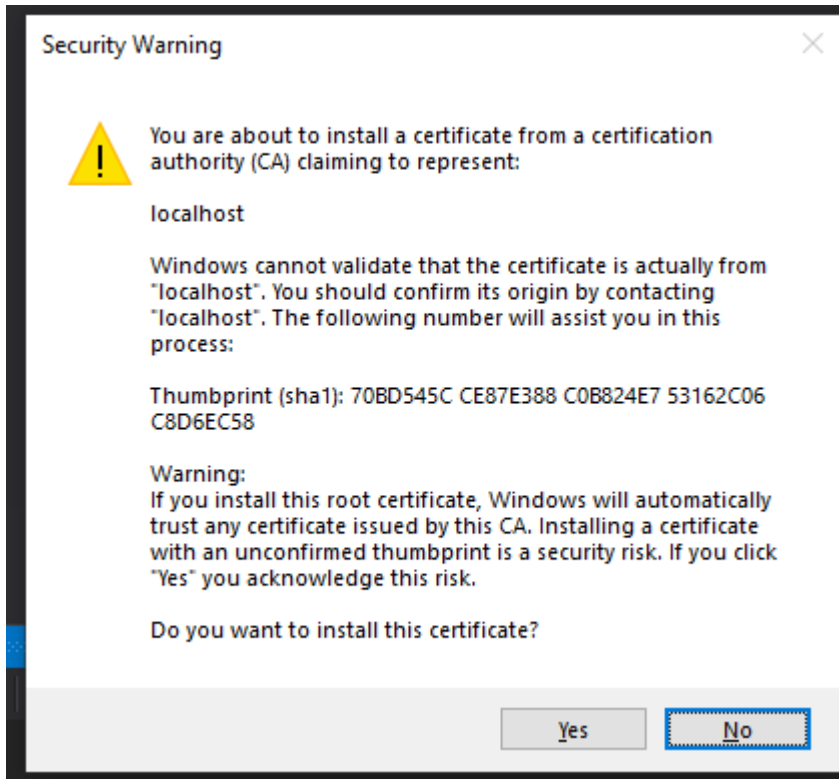 Security Warning
!
You are about to install a certificate from a certification
authority (CA) claiming to represent:
localhost
Windows cannot validate that the certificate is actually from
"localhost". You should confirm its origin by contacting
"localhost". The following number will assist you in this
process:
Thumbprint (sha1): 70BD545C CE87E388 C0B824E7 53162C06
C8D6EC58
Warning:
If you install this root certificate, Windows will automatically
trust any certificate issued by this CA. Installing a certificate
with an unconfirmed thumbprint is a security risk. If you click
"Yes" you acknowledge this risk.
Do you want to install this certificate?
Yes
No